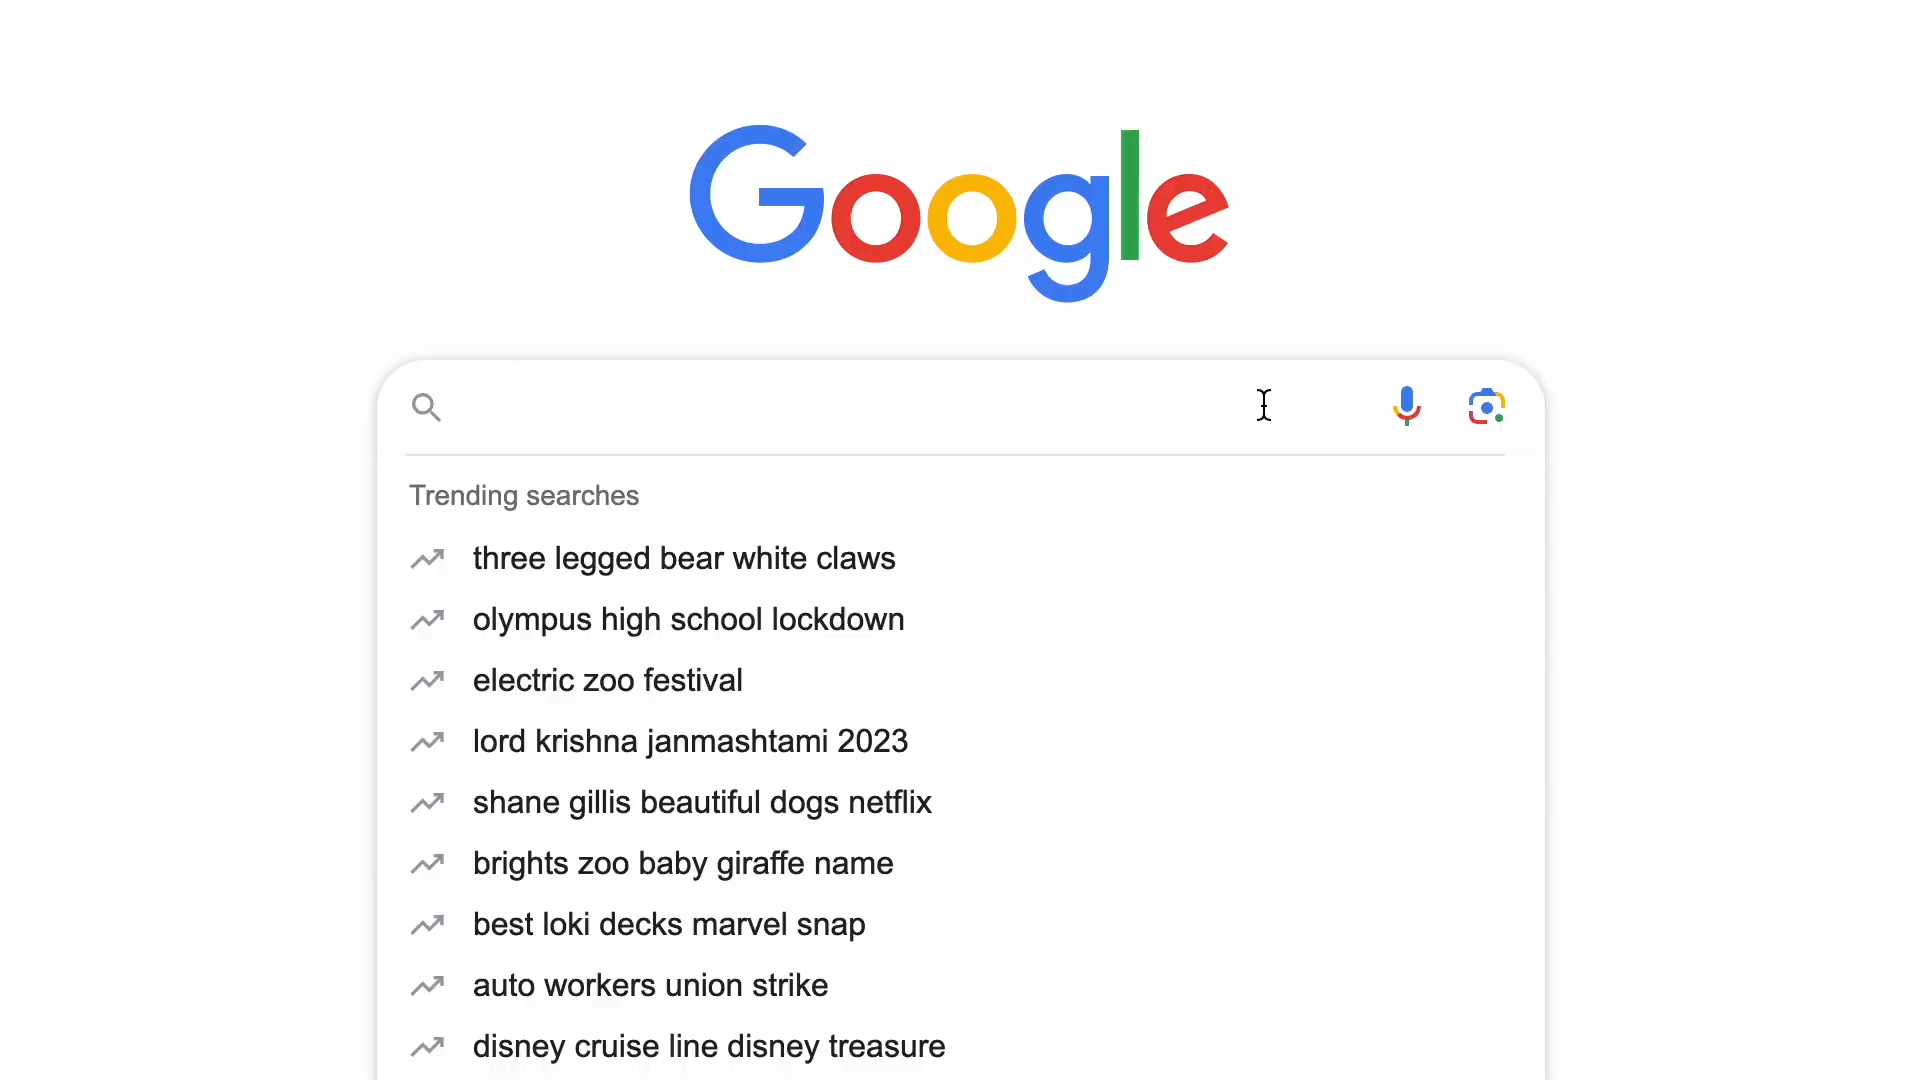 Google
Trending searches
three legged bear white claws
olympus high school lockdown
electric zoo festival
lord krishna janmashtami 2023
shane gillis beautiful dogs netflix
brights zoo baby giraffe name
best loki decks marvel snap
auto workers union strike
disney cruise line disney treasure